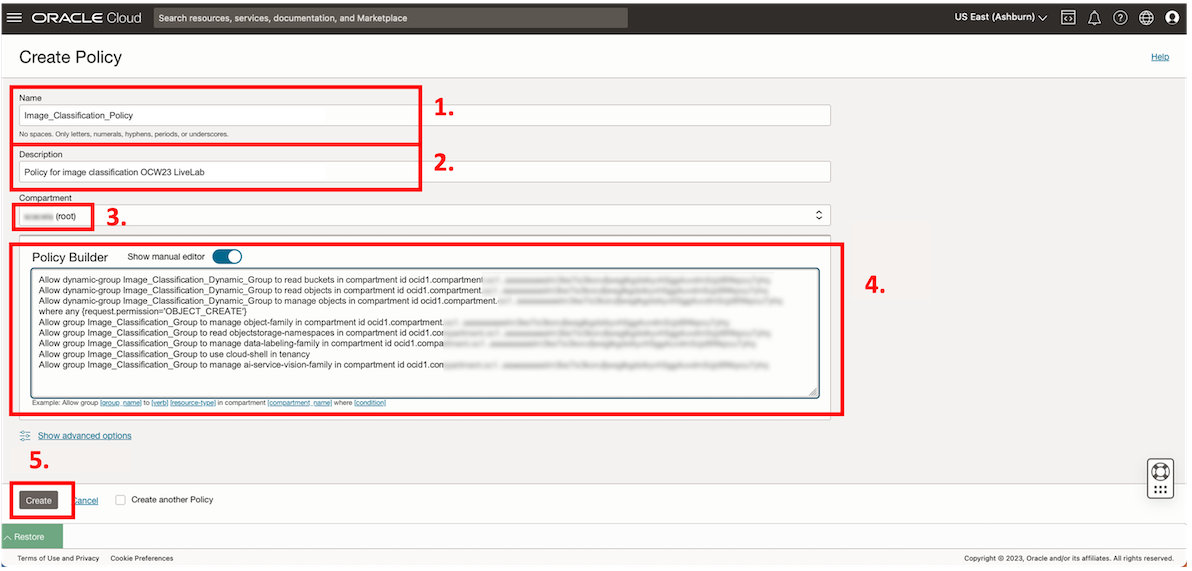 ORACLE Cloud
Search resources, services, documentation, and Marketplace
US East (Ashburn)
Create Policy
Help
Name
1.
Image_Classification_Policy
No spaces. Only letters, numerals, hyphens, periods, or underscores.
Description
2.
Policy for image classification OCW23 LiveLab
Compartment
(root)
3.
Policy Builder
Show manual editor
4.
Allow dynamic-group Image_Classification_Dynamic_Group to read buckets in compartment id ocid1.compartment
Allow dynamic-group Image_Classification_Dynamic_Group to read objects in compartment id ocid1.compartment
Allow dynamic-group Image_Classification_Dynamic_Group to manage objects in compartment id ocid1.compartment.
where any {request.permission='OBJECT_CREATE'}
Allow group Image_Classification_Group to manage object-family in compartment id ocid1.compartment.
Allow group Image_Classification_Group to read objectstorage-namespaces in compartment id ocid1.co
Allow group Image_Classification_Group to manage data-labeling-family in compartment id ocid1.compa
Allow group Image_Classification_Group to use cloud-shell in tenancy
Allow group Image_Classification_Group to manage ai-service-vision-family in compartment id ocid1.con
Example: Allow group [group_name] to [verb] [resource-type] in compartment [compartment_name] where [condition]
Show advanced options
5.
Create
Cancel
Create another Policy
Restore
Terms of Use and Privacy
Cookie Preferences
Copyright © 2023, Oracle and/or its affiliates. All rights reserved.